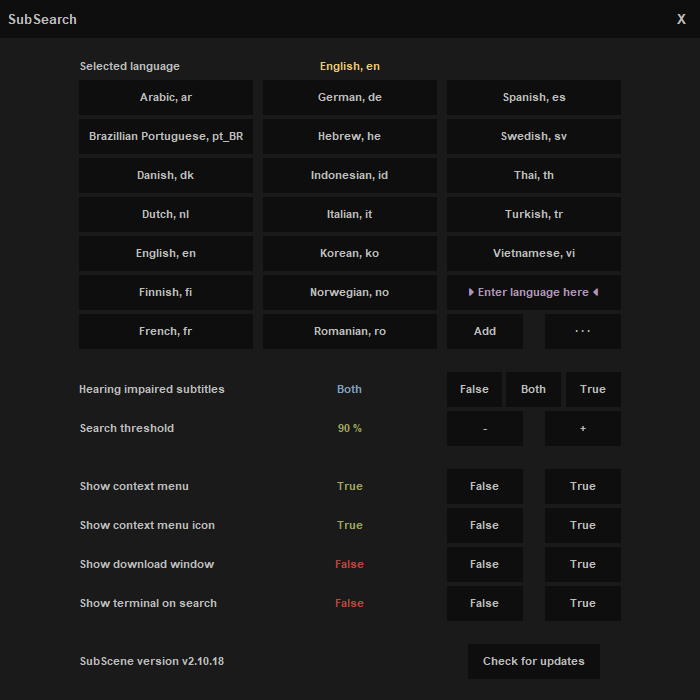 SubSearch X
Selected language English, en
Arabic, ar German, de Spanish, es
Brazillian Portuguese, pt_BR Hebrew, he Swedish, sv
Danish, dk Indonesian, id Thai, th
Dutch, nl Italian, it Turkish, tr
English, en Korean, ko Vietnamese, vi
Finnish, fi Norwegian, no Enter language here
French, fr Romanian, ro Add ···
Hearing impaired subtitles Both False Both True
Search threshold 90 % - +
Show context menu True False True
Show context menu icon True False True
Show download window False False True
Show terminal on search False False True
SubScene version v2.10.18 Check for updates